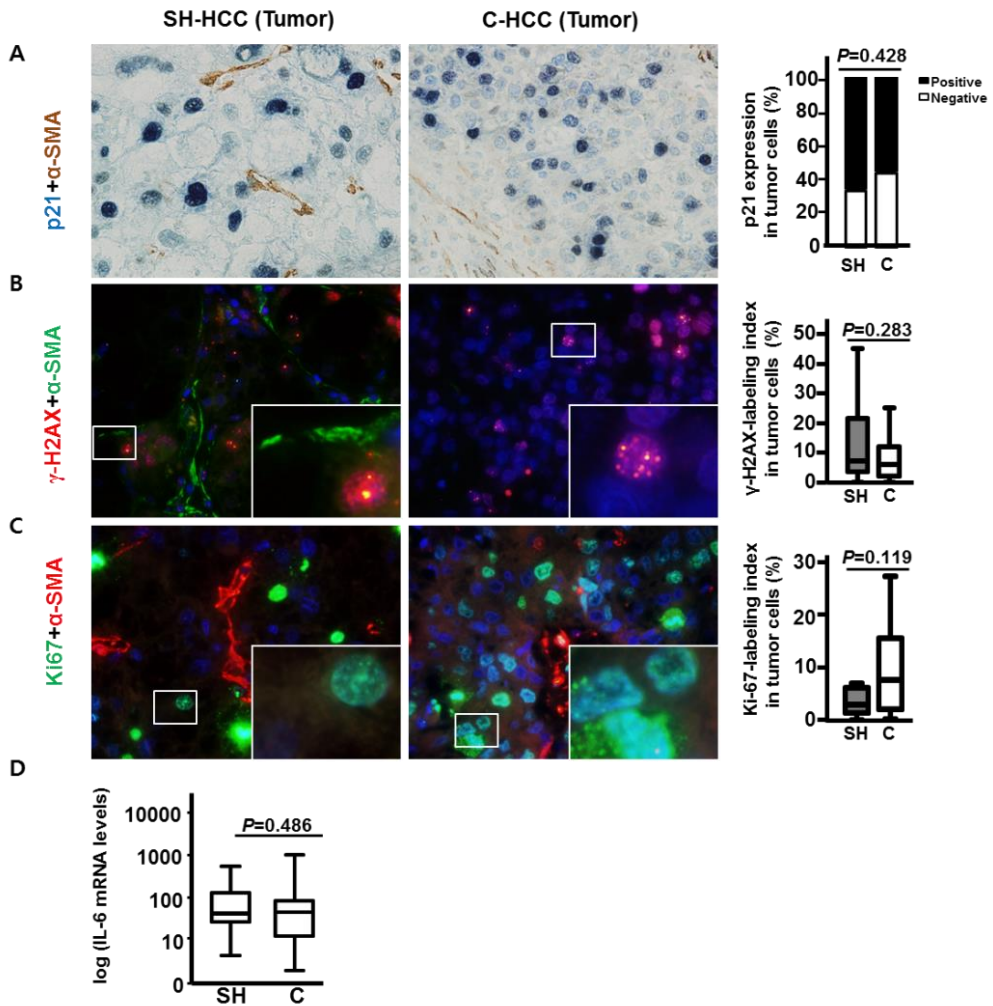 SH-HCC (Tumor)
C-HCC (Tumor)
A
p21+α-SMA
p21 expression
in tumor cells (%)
P=0.428
100
80
60
40
20
0
SH
C
Positive
Negative
B
γ-H2AX+α-SMA
γ-H2AX-labeling index
in tumor cells (%)
P=0.283
50
40
30
20
10
0
SH
C
C
Ki67+α-SMA
Ki-67-labeling index
in tumor cells (%)
P=0.119
30
20
10
0
SH
C
D
log (IL-6 mRNA levels)
P=0.486
10000
1000
100
10
0
SH
C